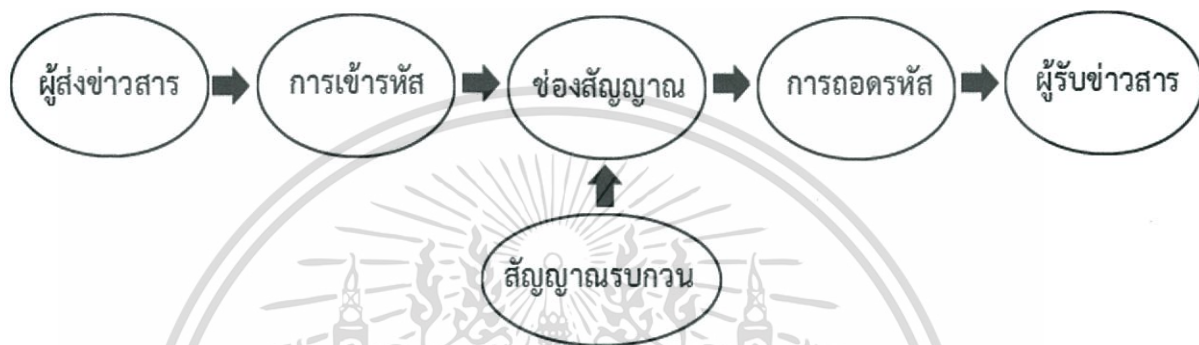 ผู้ส่งข่าวสาร
การเข้ารหัส
ช่องสัญญาณ
การถอดรหัส
ผู้รับข่าวสาร
สัญญาณรบกวน